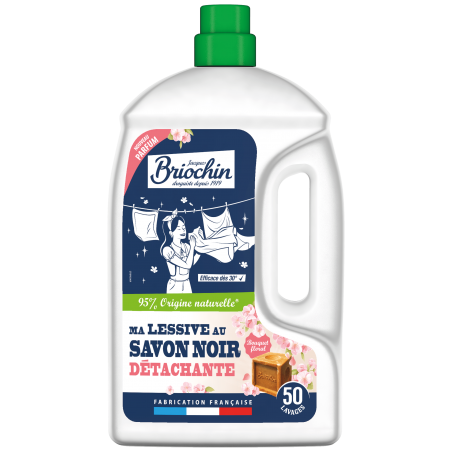 NOUVEAU
PARFUM
Jacques
Briochin
droguiste depuis 1919
Efficace dès 30° ✓
95% Origine naturelle*
MA LESSIVE AU
SAVON NOIR
DÉTACHANTE
Bouquet
floral
50
LAVAGES
FABRICATION FRANÇAISE